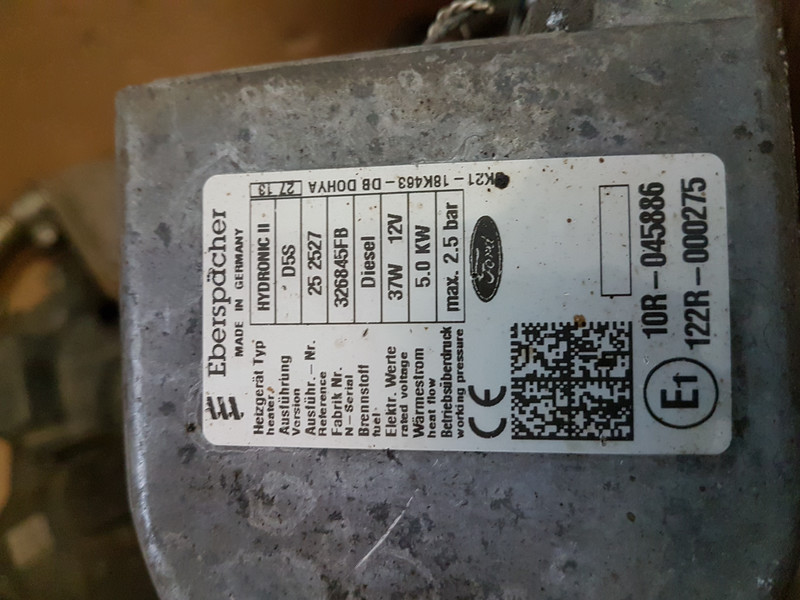 Eberspächer
MADE IN GERMANY
Heizgerät Typ HYDRONIC II
heater
Ausführung D5S
Version
Ausführ.-Nr. 25 2527
Reference
Fabrik Nr. 326845FB
N-Serial
Brennstoff Diesel
fuel
Elektr. Werte 37W 12V
rated voltage
Wärmestrom 5.0 KW
heat flow
Betriebsüberdruck max. 2.5 bar
working pressure
27 13
K21-18K463-DB DOHYA
CE
Ford
10R-045886
E1
122R-000275